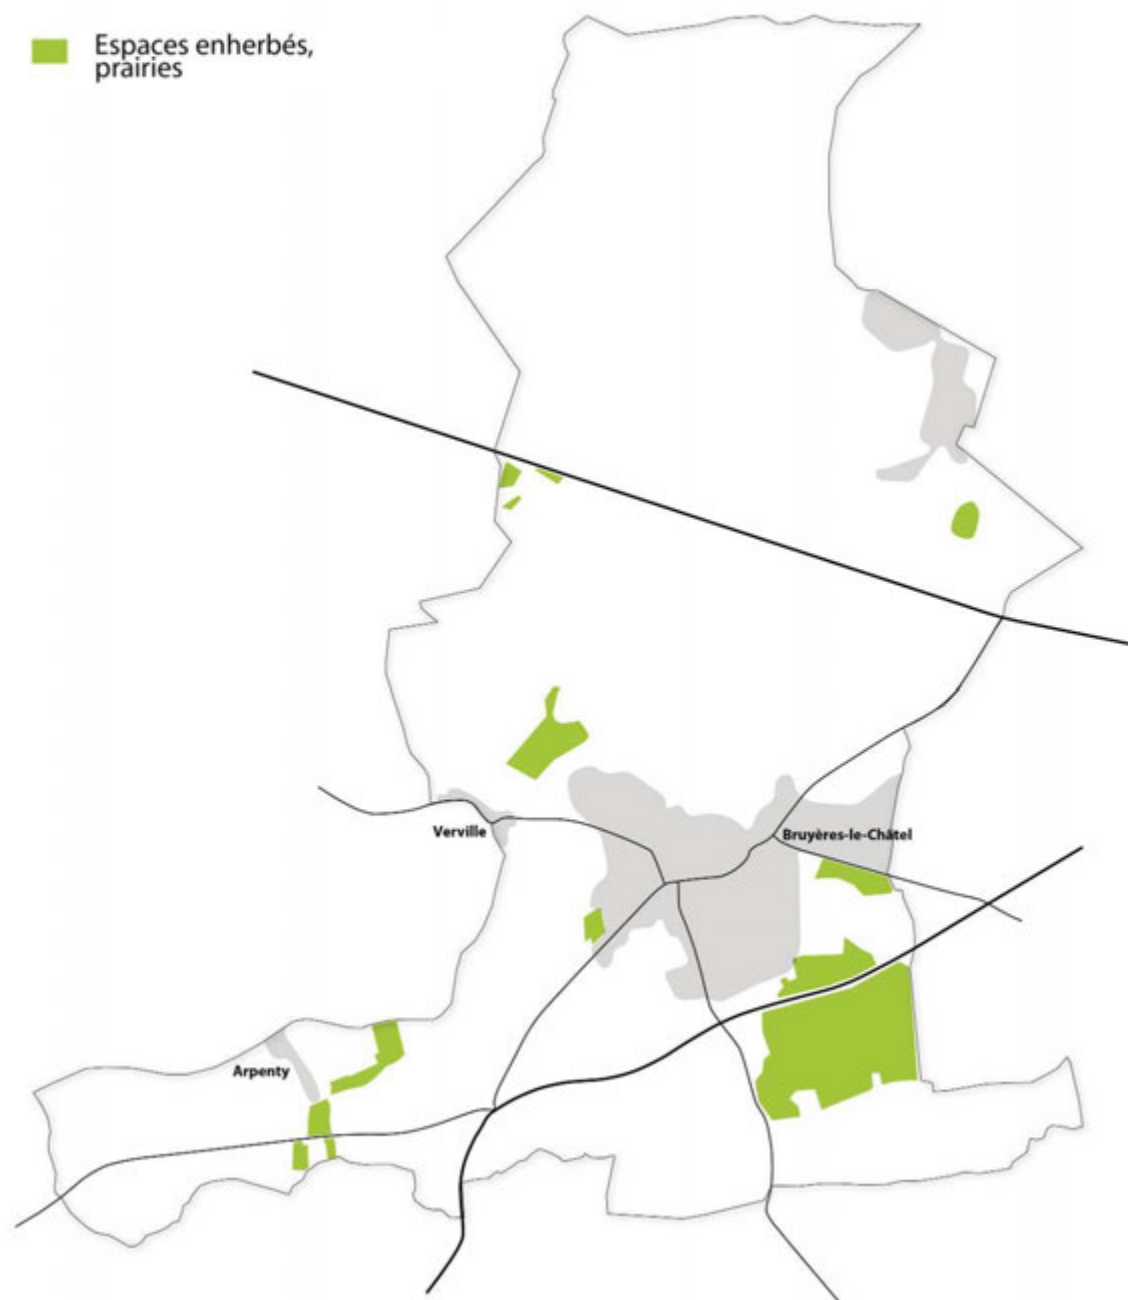 Espaces enherbés,
prairies
Verville
Bruyères-le-Châtel
Arpenty